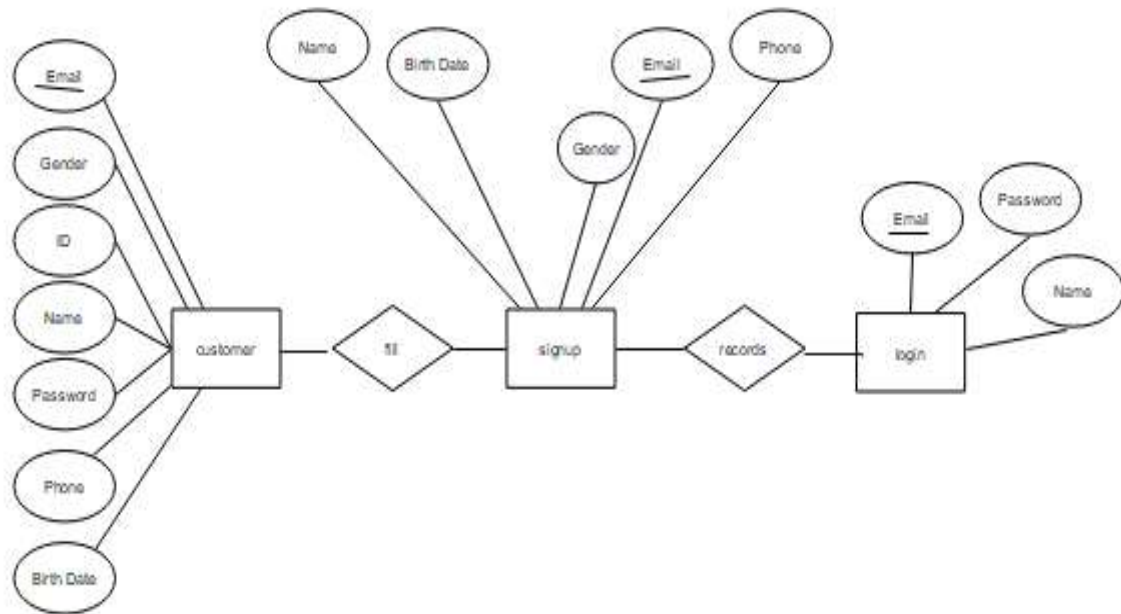 Email
Gender
ID
Name
Password
Phone
Birth Date
customer
fill
Name
Birth Date
Gender
Email
Phone
signup
records
Email
Password
Name
login